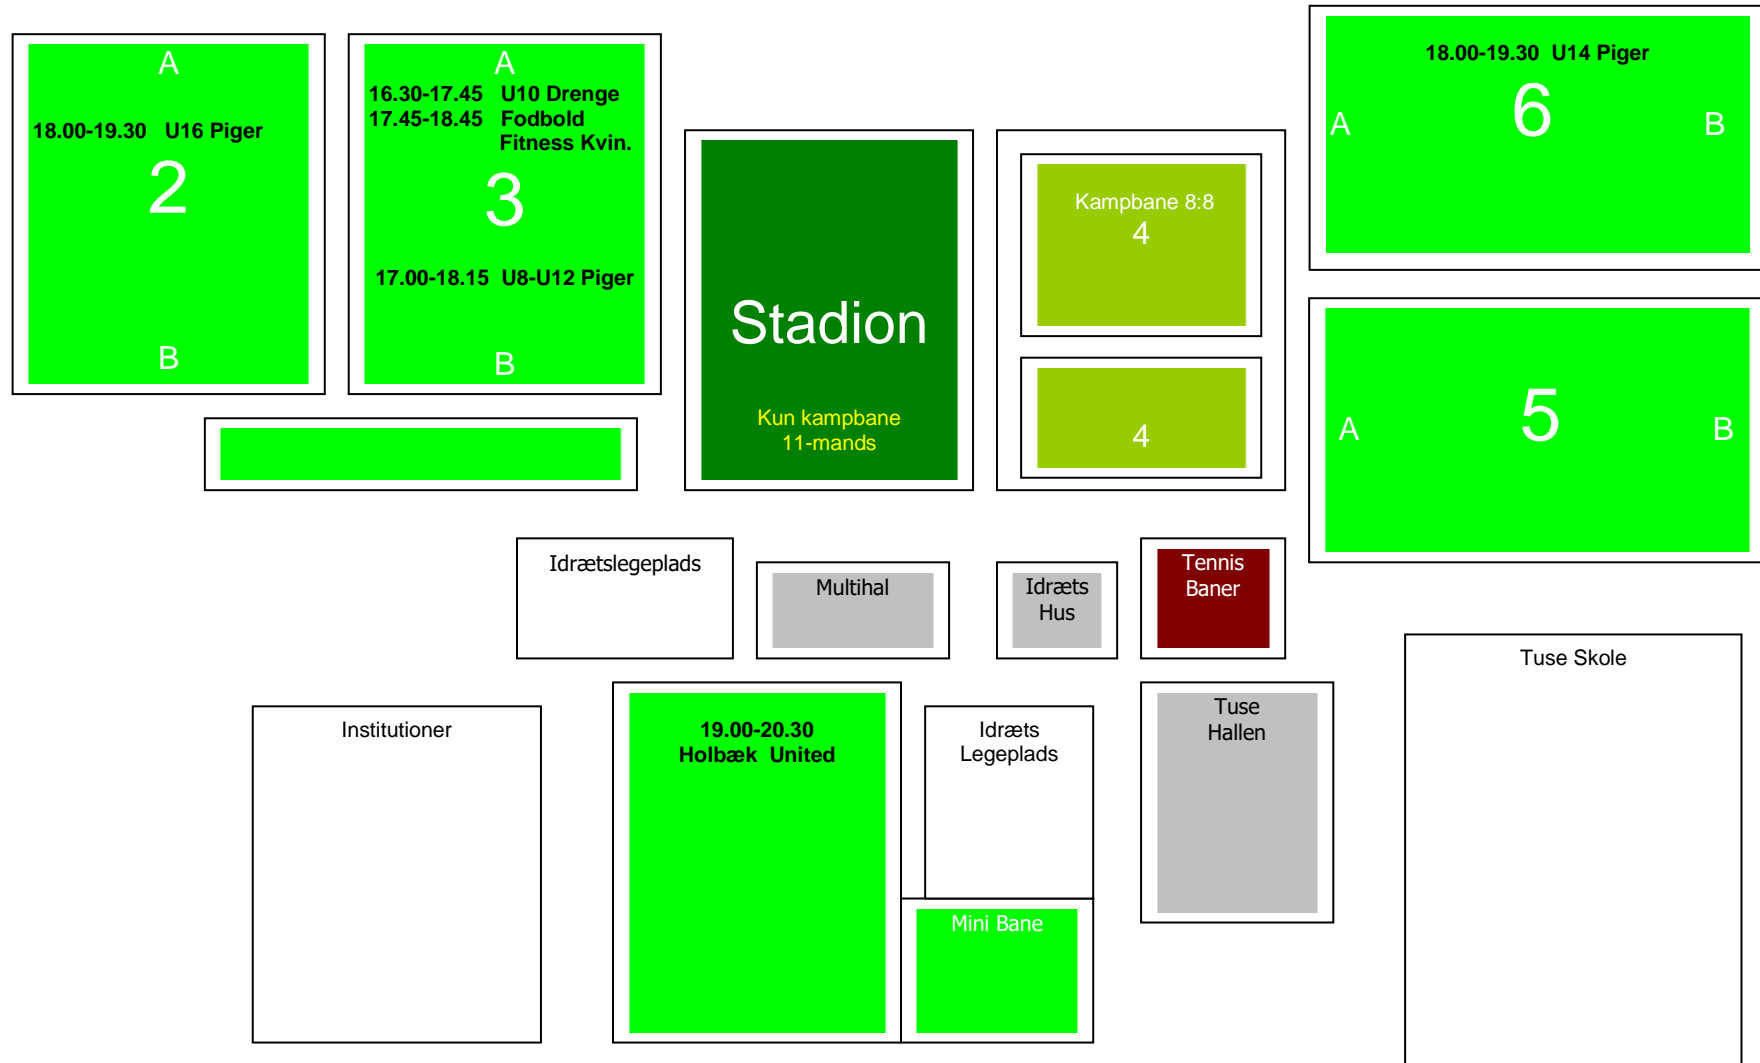 A
18.00-19.30 U16 Piger
2
B
A
16.30-17.45 U10 Drenge
17.45-18.45 Fodbold
Fitness Kvin.
3
17.00-18.15 U8-U12 Piger
B
Stadion
Kun kampbane
11-mands
Kampbane 8:8
4
4
18.00-19.30 U14 Piger
A 6 B
A 5 B
Idrætslegeplads
Multihal
Idræts
Hus
Tennis
Baner
Tuse Skole
Institutioner
19.00-20.30
Holbæk United
Idræts
Legeplads
Mini Bane
Tuse
Hallen